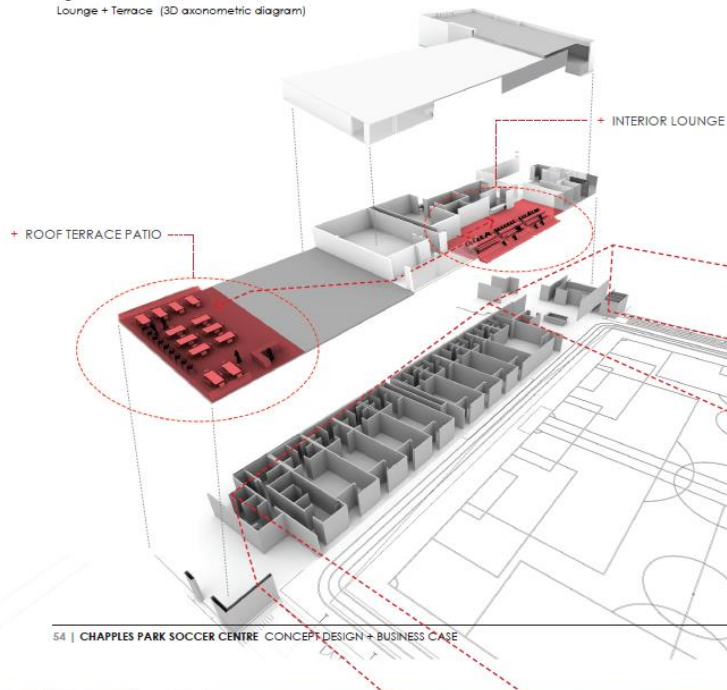 Lounge + Terrace (3D axonometric diagram)
+ INTERIOR LOUNGE
+ ROOF TERRACE PATIO
54 | CHAPPLES PARK SOCCER CENTRE CONCEPT DESIGN + BUSINESS CASE